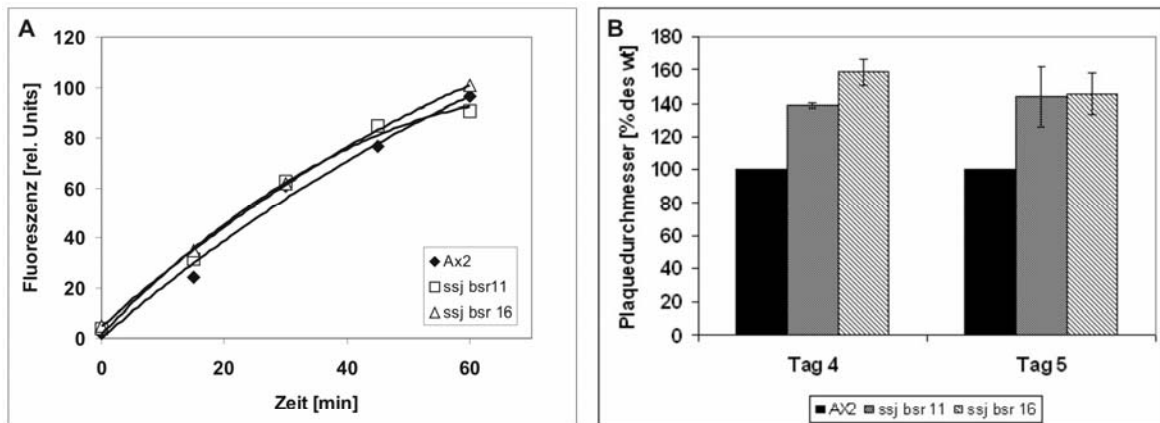 A
120
100
80
60
40
20
0
Fluoreszenz [rel. Units]
0 20 40 60
Zeit [min]
Ax2
ssj bsr11
ssj bsr 16
B
180
160
140
120
100
80
60
40
20
0
Plaquedurchmesser [% des wt]
Tag 4 Tag 5
AX2 ssj bsr 11 ssj bsr 16